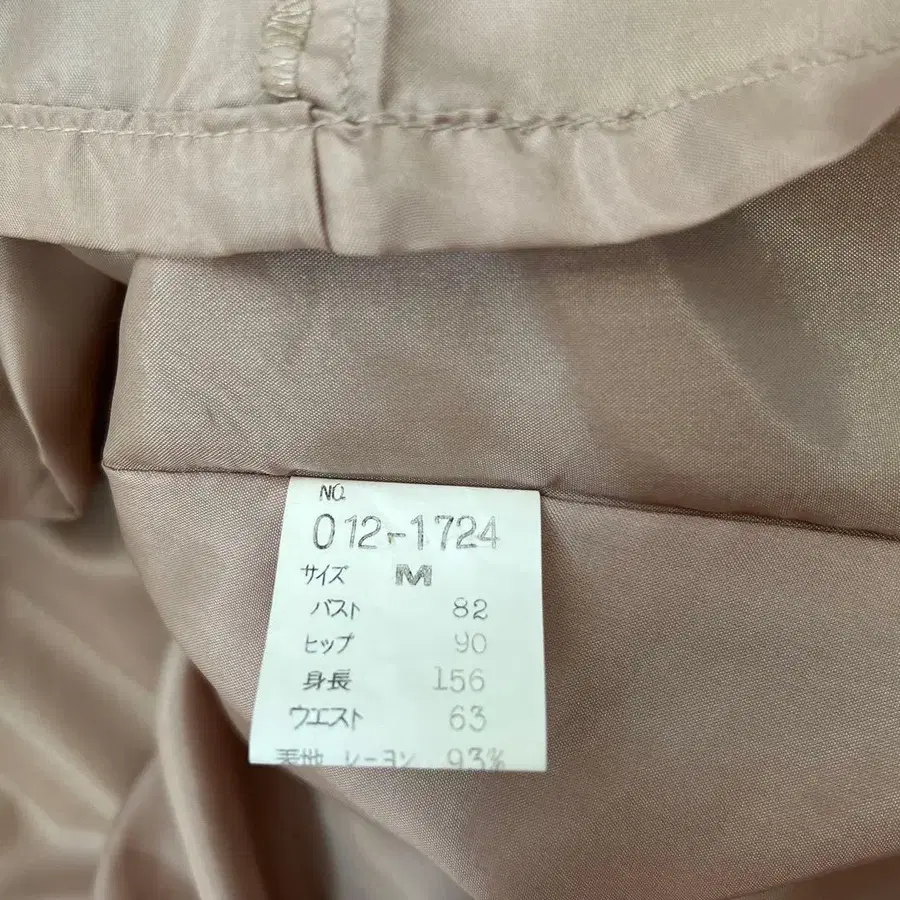 NO.
012-1724
サイズ M
バスト 82
ヒップ 90
身長 156
ウエスト 63
表地 レーヨン 93%